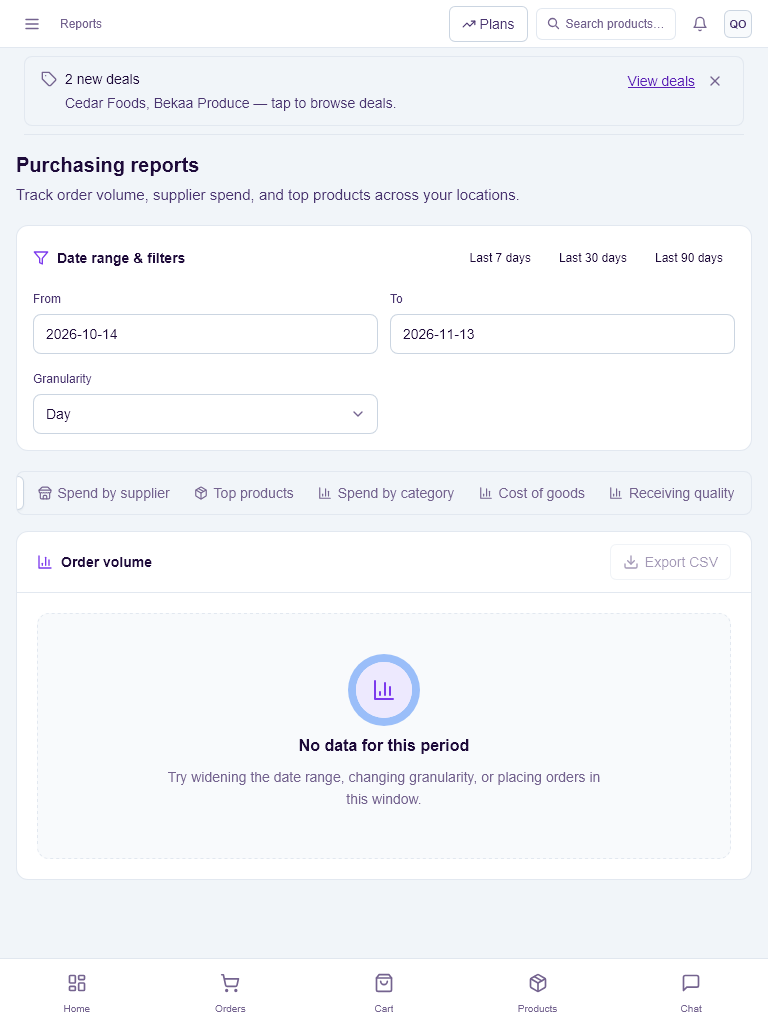 Reports
Plans
Search products...
QO
2 new deals
View deals
Cedar Foods, Bekaa Produce — tap to browse deals.
Purchasing reports
Track order volume, supplier spend, and top products across your locations.
Date range & filters
Last 7 days
Last 30 days
Last 90 days
From
To
2026-10-14
2026-11-13
Granularity
Day
Spend by supplier
Top products
Spend by category
Cost of goods
Receiving quality
Order volume
Export CSV
No data for this period
Try widening the date range, changing granularity, or placing orders in
this window.
Home
Orders
Cart
Products
Chat